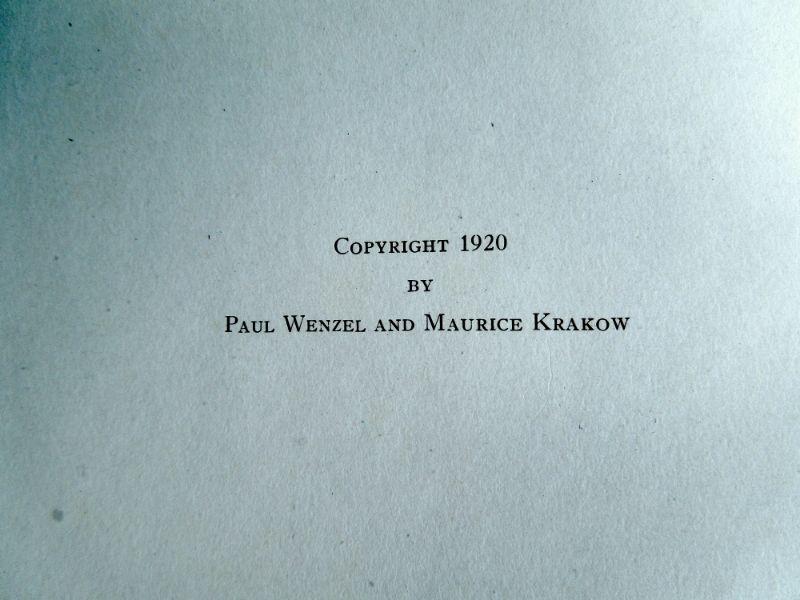 Copyright 1920
by
Paul Wenzel and Maurice Krakow